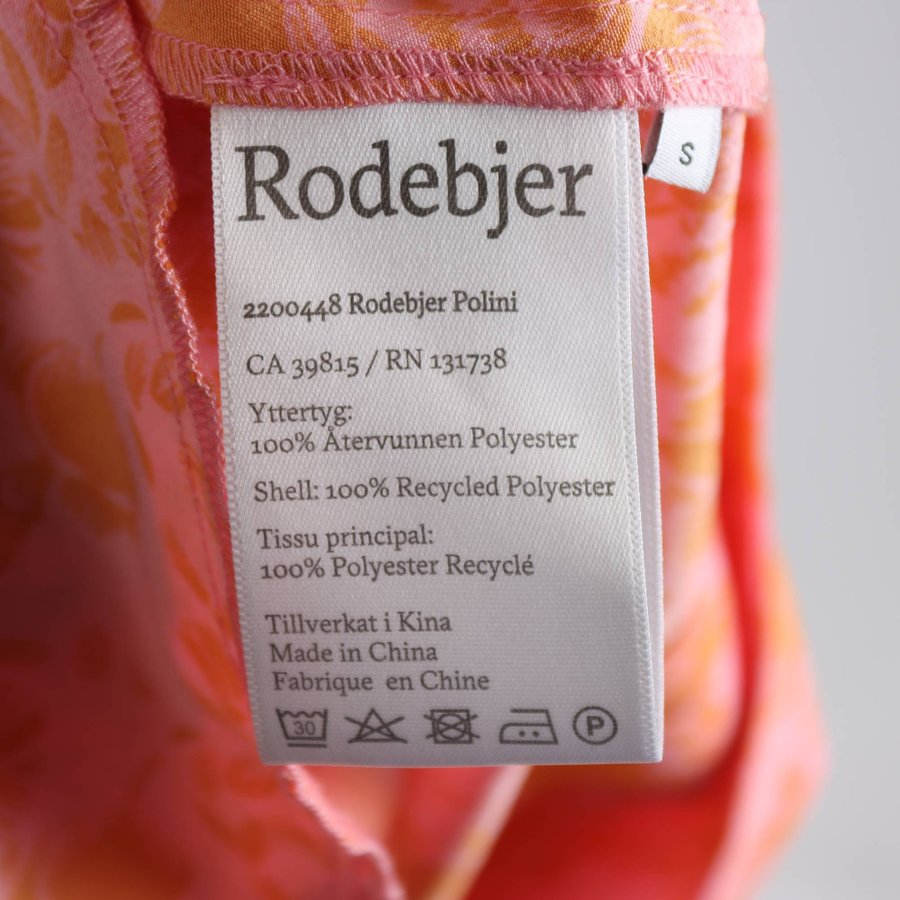 Rodebjer
S
2200448 Rodebjer Polini
CA 39815 / RN 131738
Yttertyg:
100% Återvunnen Polyester
Shell: 100% Recycled Polyester
Tissu principal:
100% Polyester Recyclé
Tillverkat i Kina
Made in China
Fabrique en Chine
30
P